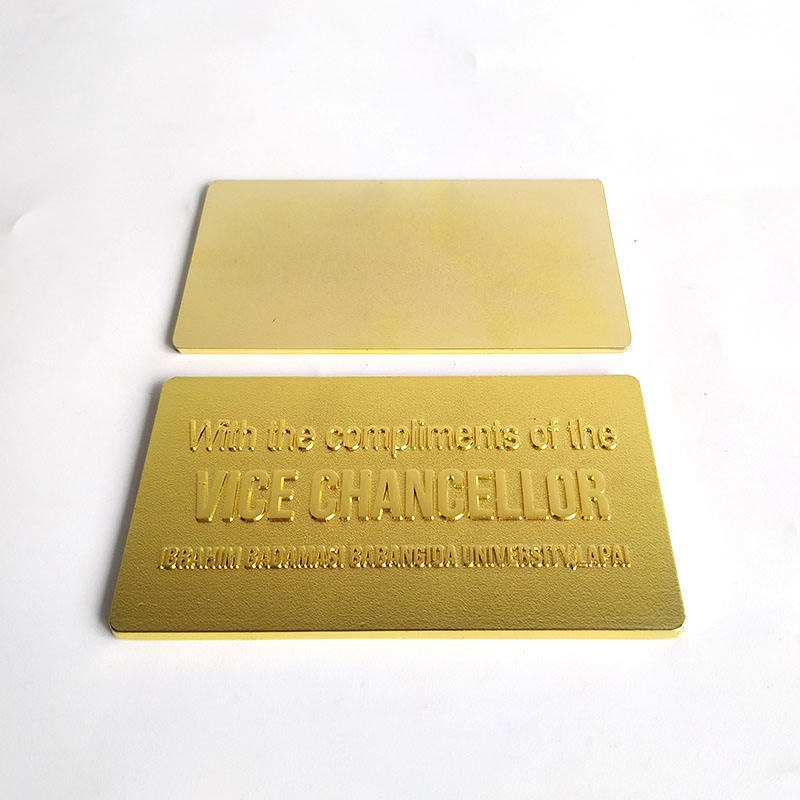 With the compliments of the
VICE CHANCELLOR
IBRAHIM BADAMASI BABANGIDA UNIVERSITY,LAPAI